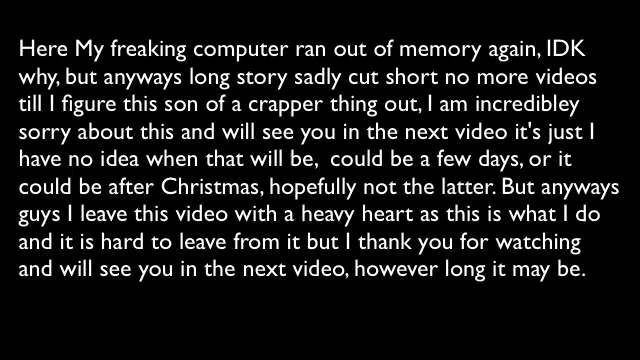 Here My freaking computer ran out of memory again, IDK
why, but anyways long story sadly cut short no more videos
till I figure this son of a crapper thing out, I am incredibley
sorry about this and will see you in the next video it's just I
have no idea when that will be,  could be a few days, or it
could be after Christmas, hopefully not the latter. But anyways
guys I leave this video with a heavy heart as this is what I do
and it is hard to leave from it but I thank you for watching
and will see you in the next video, however long it may be.